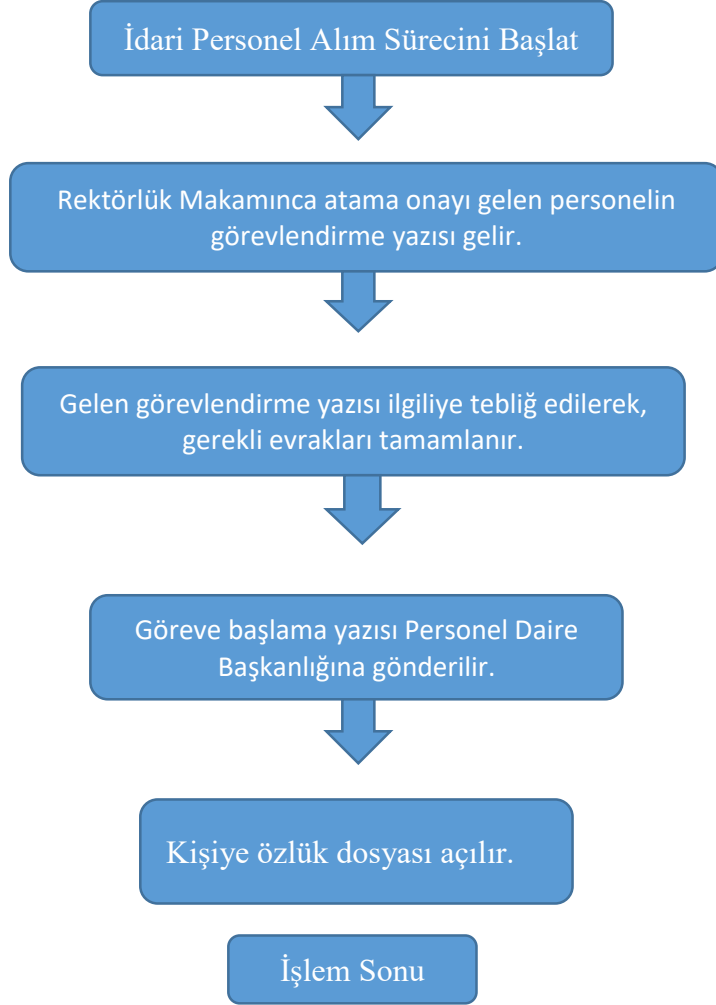 İdari Personel Alım Sürecini Başlat
Rektörlük Makamınca atama onayı gelen personelin
görevlendirme yazısı gelir.
Gelen görevlendirme yazısı ilgiliye tebliğ edilerek,
gerekli evrakları tamamlanır.
Göreve başlama yazısı Personel Daire
Başkanlığına gönderilir.
Kişiye özlük dosyası açılır.
İşlem Sonu